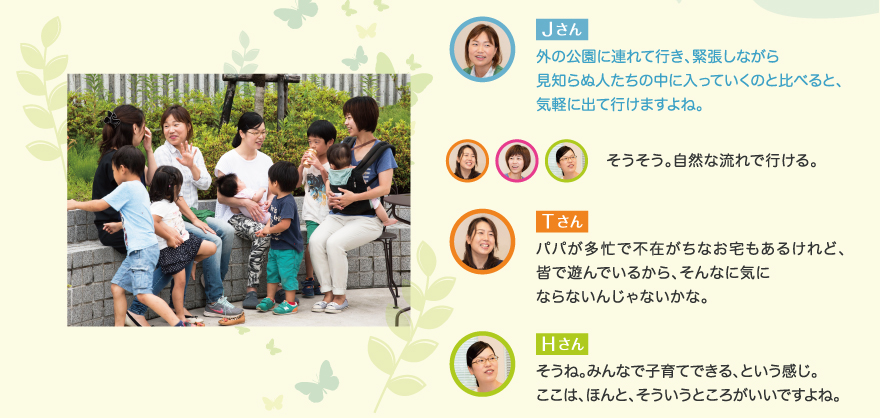 Jさん
外の公園に連れて行き、緊張しながら
見知らぬ人たちの中に入っていくのと比べると、
気軽に出て行けますよね。
そうそう。自然な流れで行ける。
Tさん
パパが多忙で不在がちなお宅もあるけれど、
皆で遊んでいるから、そんなに気に
ならないんじゃないかな。
Hさん
そうね。みんなで子育てできる、という感じ。
ここは、ほんと、そういうところがいいですよね。